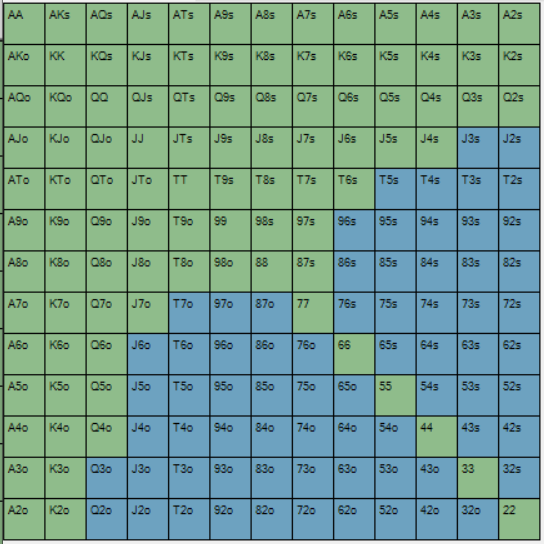 AA AKs AQs AJs ATs A9s A8s A7s A6s A5s A4s A3s A2s
AKo KK KQs KJs KTs K9s K8s K7s K6s K5s K4s K3s K2s
AQo KQo QQ QJs QTs Q9s Q8s Q7s Q6s Q5s Q4s Q3s Q2s
AJo KJo QJo JJ JTs J9s J8s J7s J6s J5s J4s J3s J2s
ATo KTo QTo JTo TT T9s T8s T7s T6s T5s T4s T3s T2s
A9o K9o Q9o J9o T9o 99 98s 97s 96s 95s 94s 93s 92s
A8o K8o Q8o J8o T8o 98o 88 87s 86s 85s 84s 83s 82s
A7o K7o Q7o J7o T7o 97o 87o 77 76s 75s 74s 73s 72s
A6o K6o Q6o J6o T6o 96o 86o 76o 66 65s 64s 63s 62s
A5o K5o Q5o J5o T5o 95o 85o 75o 65o 55 54s 53s 52s
A4o K4o Q4o J4o T4o 94o 84o 74o 64o 54o 44 43s 42s
A3o K3o Q3o J3o T3o 93o 83o 73o 63o 53o 43o 33 32s
A2o K2o Q2o J2o T2o 92o 82o 72o 62o 52o 42o 32o 22